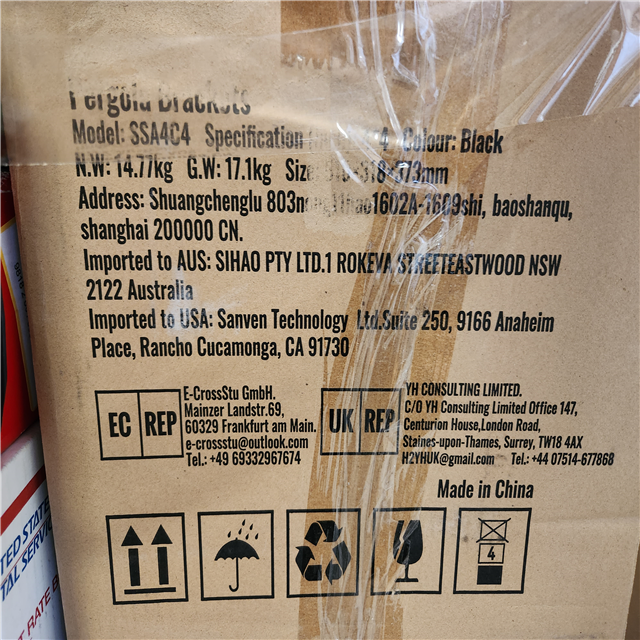 Pergola Brackets
Model: SSA4C4 Specification 4 Colour: Black
N.W: 14.77kg G.W: 17.1kg Size
Address: Shuangchenglu 803n 1602A-1609shi, baoshanqu,
shanghai 200000 CN.
Imported to AUS: SIHAO PTY LTD.1 ROKEVA STREETEASTWOOD NSW
2122 Australia
Imported to USA: Sanven Technology Ltd.Suite 250, 9166 Anaheim
Place, Rancho Cucamonga, CA 91730
EC REP
E-CrossStu GmbH.
Mainzer Landstr.69,
60329 Frankfurt am Main.
e-crossstu@outlook.com
Tel.: +49 69332967674
UK REP
YH CONSULTING LIMITED.
C/O YH Consulting Limited Office 147,
Centurion House,London Road,
Staines-upon-Thames, Surrey, TW18 4AX
H2YHUK@gmail.com Tel.: +44 07514-677868
Made in China
4